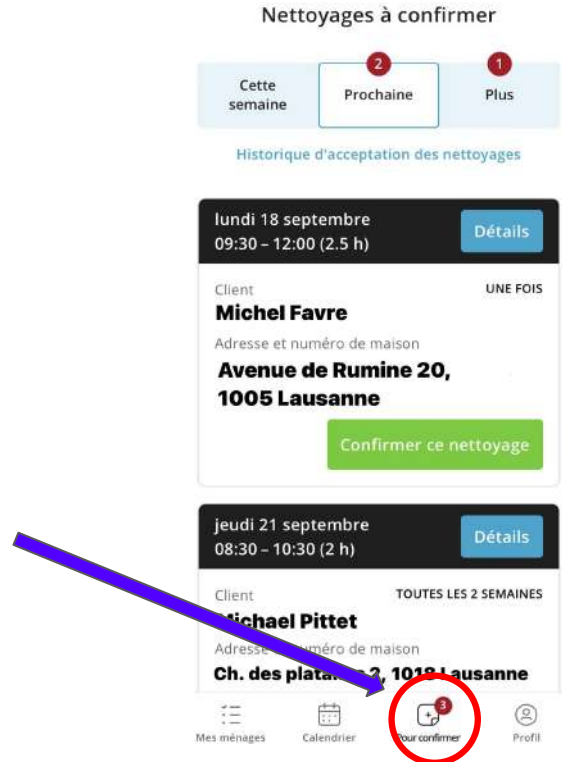 Nettoyages à confirmer
2
1
Cette
semaine
Prochaine
Plus
Historique d'acceptation des nettoyages
lundi 18 septembre
09:30 – 12:00 (2.5 h)
Détails
Client
UNE FOIS
Michel Favre
Adresse et numéro de maison
Avenue de Rumine 20,
1005 Lausanne
Confirmer ce nettoyage
jeudi 21 septembre
08:30 – 10:30 (2 h)
Détails
Client
TOUTES LES 2 SEMAINES
Michael Pittet
Adresse et numéro de maison
Ch. des 2, 1018 Lausanne
3
Mes ménages
Calendrier
Pour confirmer
Profil